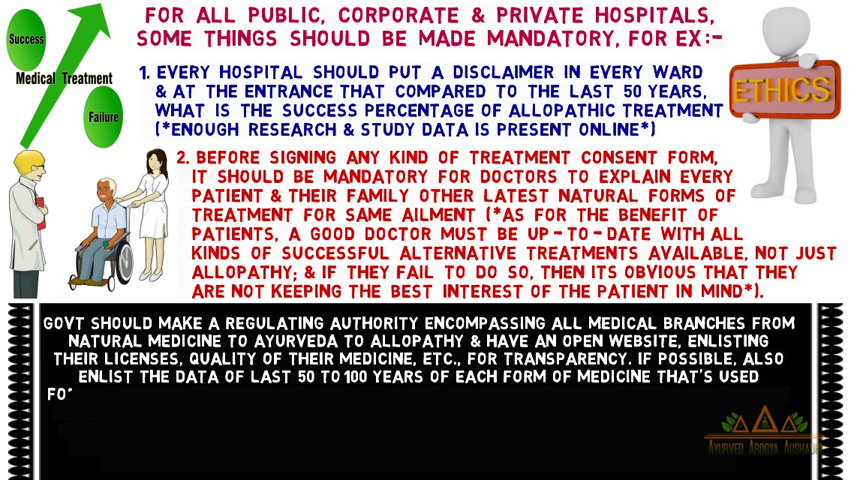 FOR ALL PUBLIC, CORPORATE & PRIVATE HOSPITALS,
SOME THINGS SHOULD BE MADE MANDATORY, FOR EX:-
Success
Medical Treatment
Failure
ETHICS
1. EVERY HOSPITAL SHOULD PUT A DISCLAIMER IN EVERY WARD
& AT THE ENTRANCE THAT COMPARED TO THE LAST 50 YEARS,
WHAT IS THE SUCCESS PERCENTAGE OF ALLOPATHIC TREATMENT
(*ENOUGH RESEARCH & STUDY DATA IS PRESENT ONLINE*)
2. BEFORE SIGNING ANY KIND OF TREATMENT CONSENT FORM,
IT SHOULD BE MANDATORY FOR DOCTORS TO EXPLAIN EVERY
PATIENT & THEIR FAMILY OTHER LATEST NATURAL FORMS OF
TREATMENT FOR SAME AILMENT (*AS FOR THE BENEFIT OF
PATIENTS, A GOOD DOCTOR MUST BE UP-TO-DATE WITH ALL
KINDS OF SUCCESSFUL ALTERNATIVE TREATMENTS AVAILABLE, NOT JUST
ALLOPATHY; & IF THEY FAIL TO DO SO, THEN ITS OBVIOUS THAT THEY
ARE NOT KEEPING THE BEST INTEREST OF THE PATIENT IN MIND*).
GOVT SHOULD MAKE A REGULATING AUTHORITY ENCOMPASSING ALL MEDICAL BRANCHES FROM
NATURAL MEDICINE TO AYURVEDA TO ALLOPATHY & HAVE AN OPEN WEBSITE, ENLISTING
THEIR LICENSES, QUALITY OF THEIR MEDICINE, ETC., FOR TRANSPARENCY. IF POSSIBLE, ALSO
ENLIST THE DATA OF LAST 50 TO 100 YEARS OF EACH FORM OF MEDICINE THAT'S USED
FO
AYURVED AROGYA